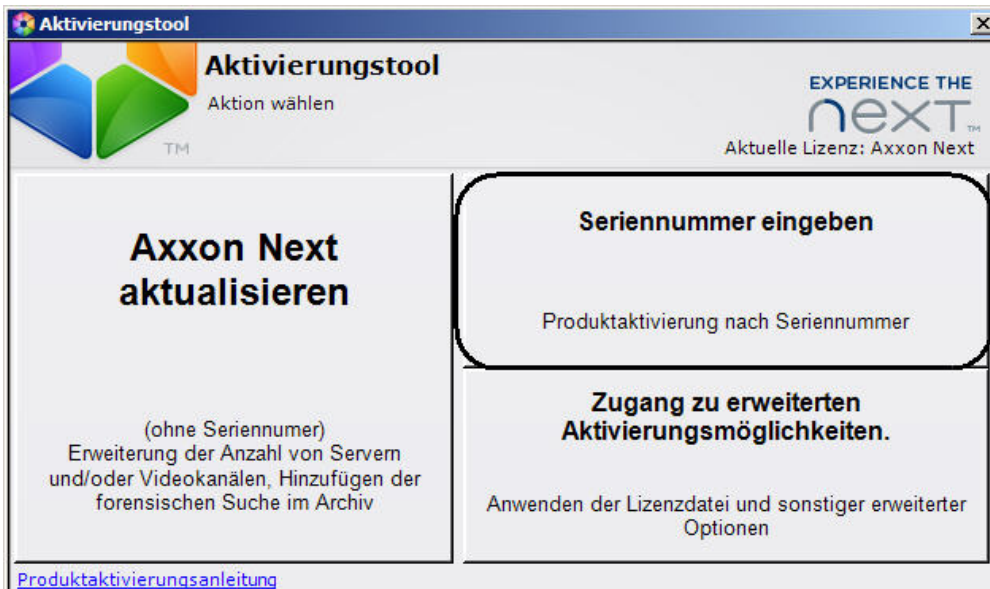 Aktivierungstool
Aktivierungstool
Aktion wählen
TM
EXPERIENCE THE
next TM
Aktuelle Lizenz: Axxon Next
Axxon Next
aktualisieren
(ohne Seriennumer)
Erweiterung der Anzahl von Servern
und/oder Videokanälen, Hinzufügen der
forensischen Suche im Archiv
Seriennummer eingeben
Produktaktivierung nach Seriennummer
Zugang zu erweiterten
Aktivierungsmöglichkeiten.
Anwenden der Lizenzdatei und sonstiger erweiterter
Optionen
Produktaktivierungsanleitung